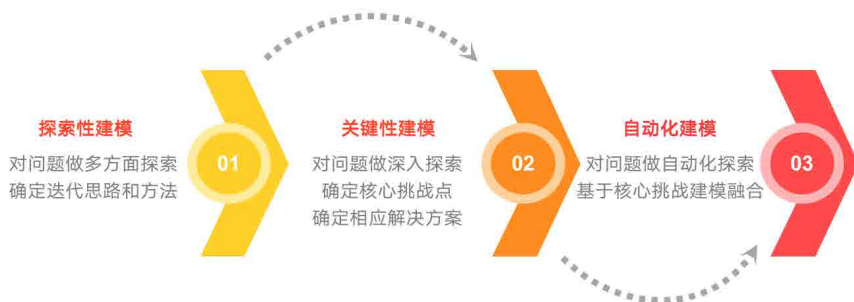 探索性建模
对问题做多方面探索
确定迭代思路和方法
01
关键性建模
对问题做深入探索
确定核心挑战点
确定相应解决方案
02
自动化建模
对问题做自动化探索
基于核心挑战建模融合
03